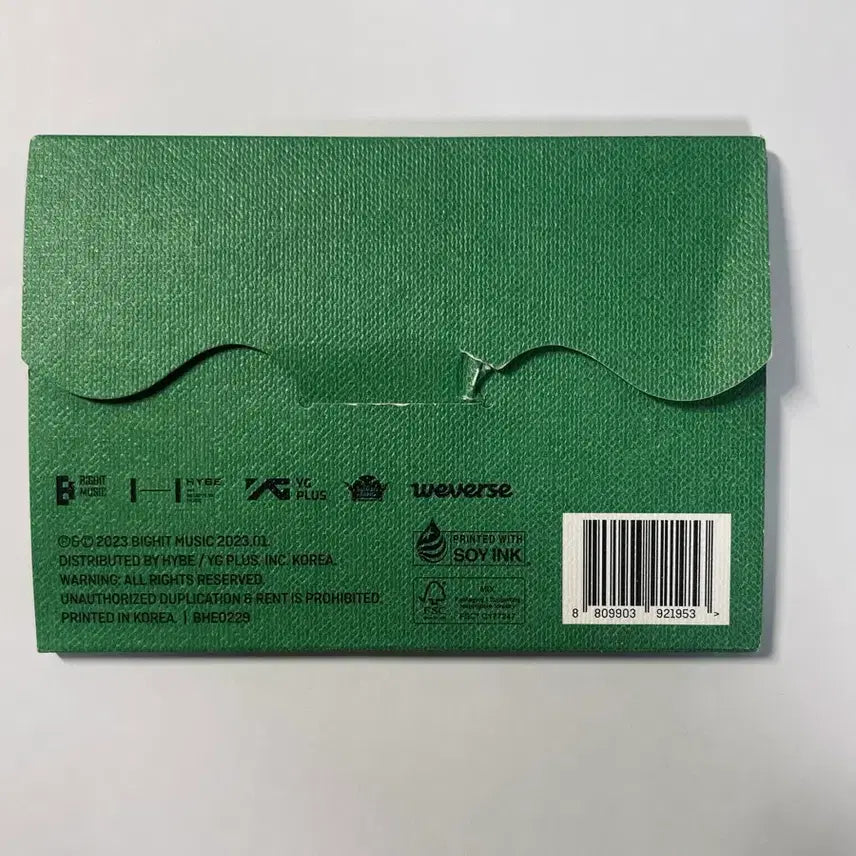 BIGHIT
MUSIC
HYBE
YG
PLUS
weverse
℗&© 2023 BIGHIT MUSIC 2023.01.
DISTRIBUTED BY HYBE / YG PLUS, INC. KOREA.
WARNING: ALL RIGHTS RESERVED.
UNAUTHORIZED DUPLICATION & RENT IS PROHIBITED.
PRINTED IN KOREA. | BHE0229
PRINTED WITH
SOY INK
FSC
MIX
8 809903 921953 >